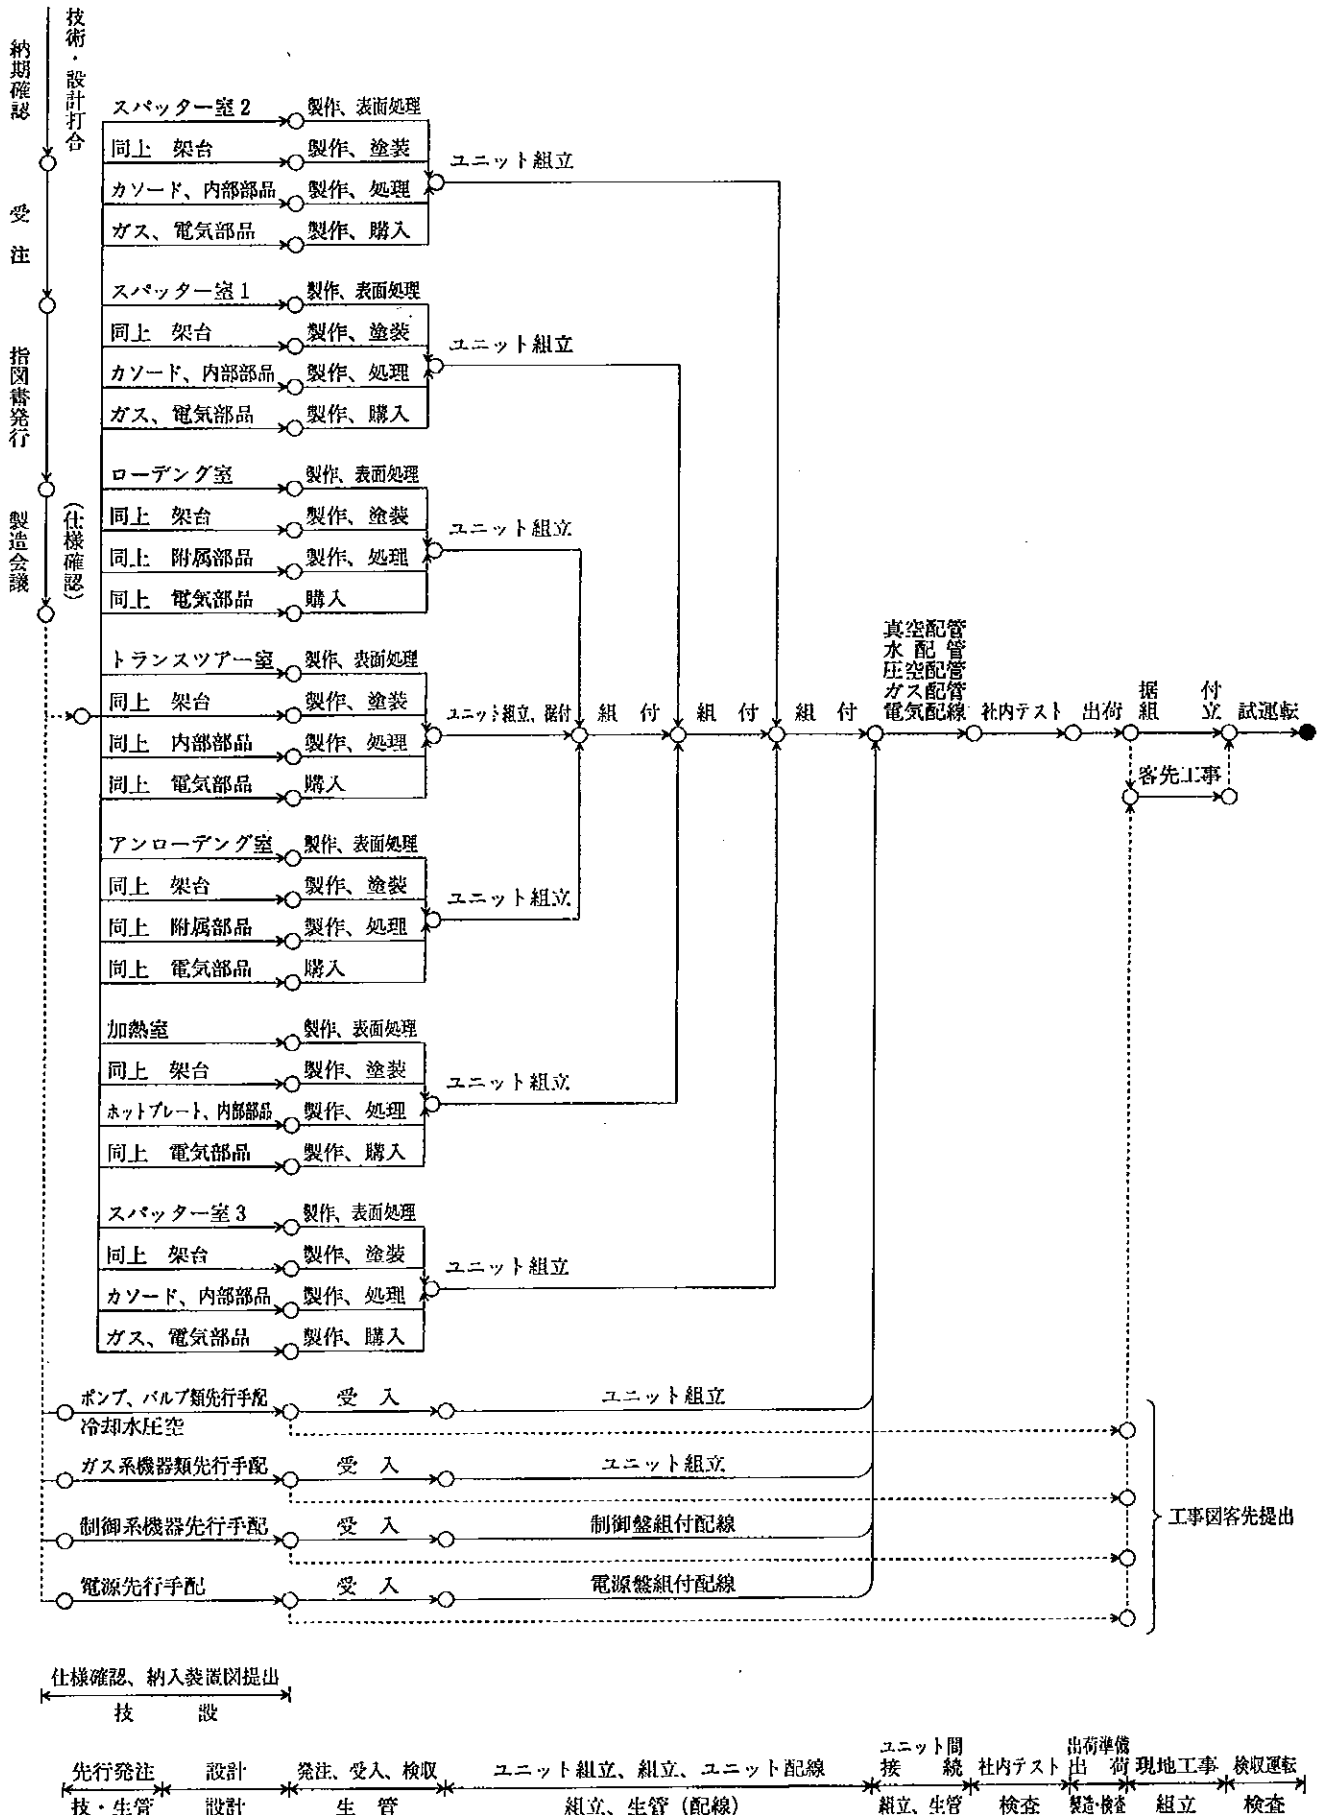 技術・設計打合
納期確認
受注
指図書発行
製造会議
(仕様確認)
スパッター室2 製作、表面処理
同上 架台 製作、塗装
カソード、内部部品 製作、処理
ガス、電気部品 製作、購入
ユニット組立
スパッター室1 製作、表面処理
同上 架台 製作、塗装
カソード、内部部品 製作、処理
ガス、電気部品 製作、購入
ユニット組立
ローデング室 製作、表面処理
同上 架台 製作、塗装
同上 附属部品 製作、処理
同上 電気部品 購入
ユニット組立
トランスツアー室 製作、表面処理
同上 架台 製作、塗装
同上 内部部品 製作、処理
同上 電気部品 購入
ユニット組立、据付 組付 組付 組付
真空配管
水配管
圧空配管
ガス配管
電気配線
社内テスト
出荷
据付
組立
試運転
客先工事
アンローデング室 製作、表面処理
同上 架台 製作、塗装
同上 附属部品 製作、処理
同上 電気部品 購入
ユニット組立
加熱室 製作、表面処理
同上 架台 製作、塗装
ホットプレート、内部部品 製作、処理
同上 電気部品 製作、購入
ユニット組立
スパッター室3 製作、表面処理
同上 架台 製作、塗装
カソード、内部部品 製作、処理
ガス、電気部品 製作、購入
ユニット組立
ポンプ、バルブ類先行手配 受入 ユニット組立
冷却水圧空
ガス系機器類先行手配 受入 ユニット組立
制御系機器先行手配 受入 制御盤組付配線
電源先行手配 受入 電源盤組付配線
工事図客先提出
仕様確認、納入装置図提出
技設
先行発注 設計 発注、受入、検収 ユニット組立、組立、ユニット配線 ユニット間接続 社内テスト 出荷準備出荷 現地工事 検収運転
技・生管 設計 生管 組立、生管(配線) 組立、生管 検査 製造・検査 組立 検査